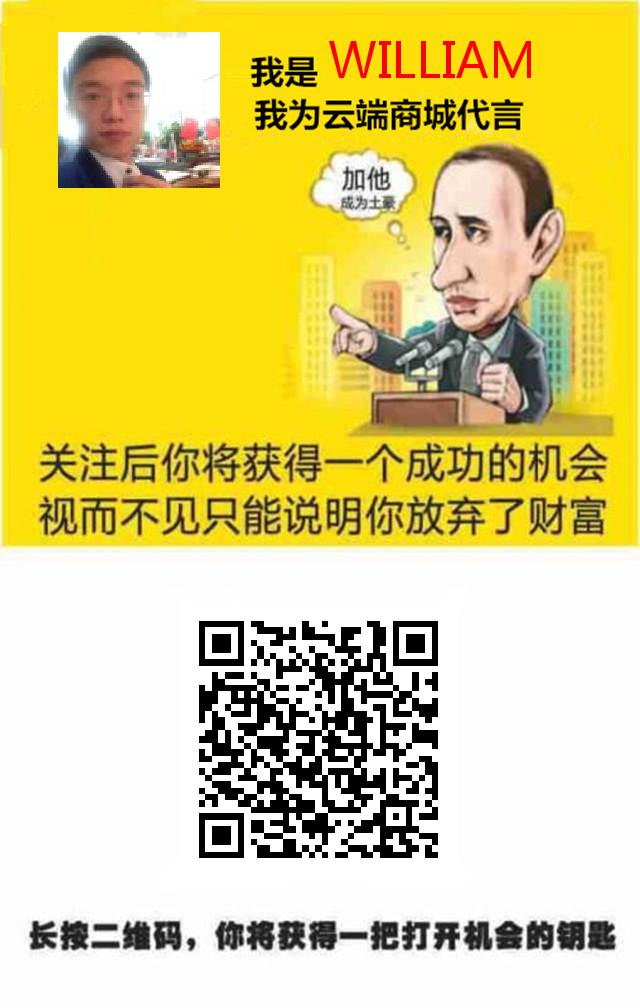 我是 WILLIAM
我为云端商城代言
加他
成为土豪
关注后你将获得一个成功的机会
视而不见只能说明你放弃了财富
长按二维码，你将获得一把打开机会的钥匙